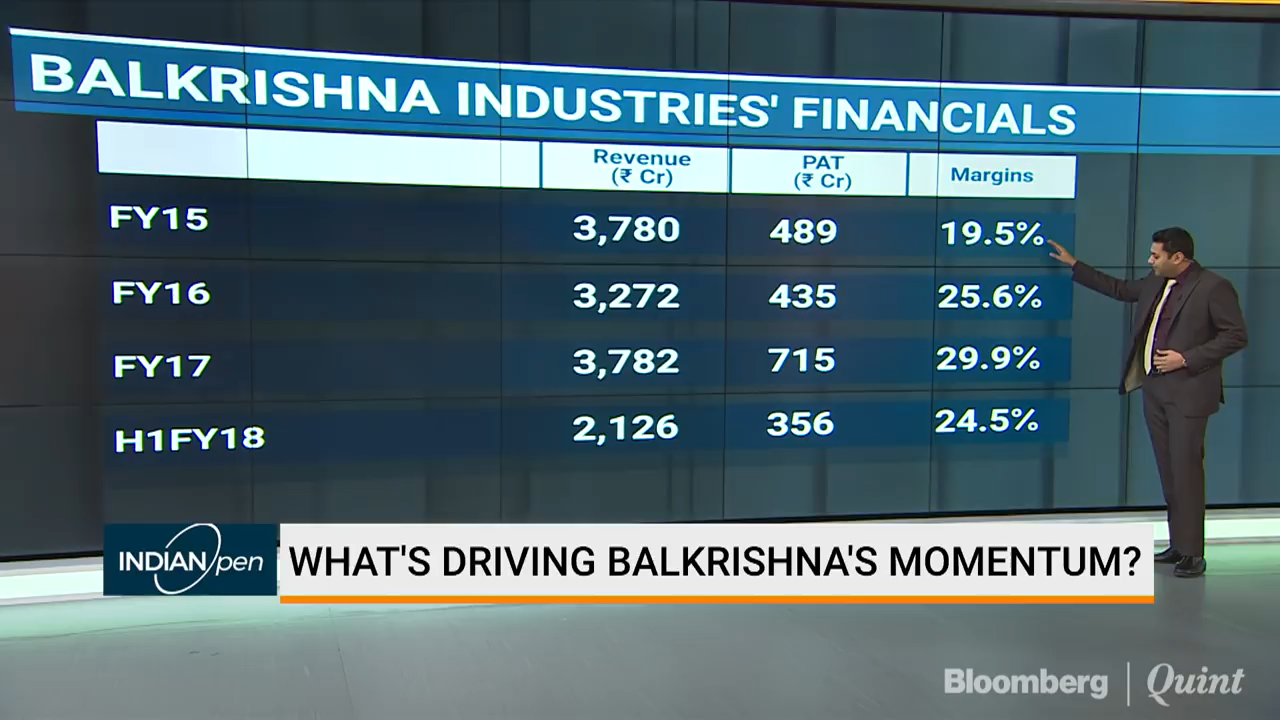 BALKRISHNA INDUSTRIES' FINANCIALS
Revenue PAT Margins
(₹ Cr) (₹ Cr)
FY15 3,780 489 19.5%
FY16 3,272 435 25.6%
FY17 3,782 715 29.9%
H1FY18 2,126 356 24.5%
INDIAN Open WHAT'S DRIVING BALKRISHNA'S MOMENTUM?
Bloomberg | Quint